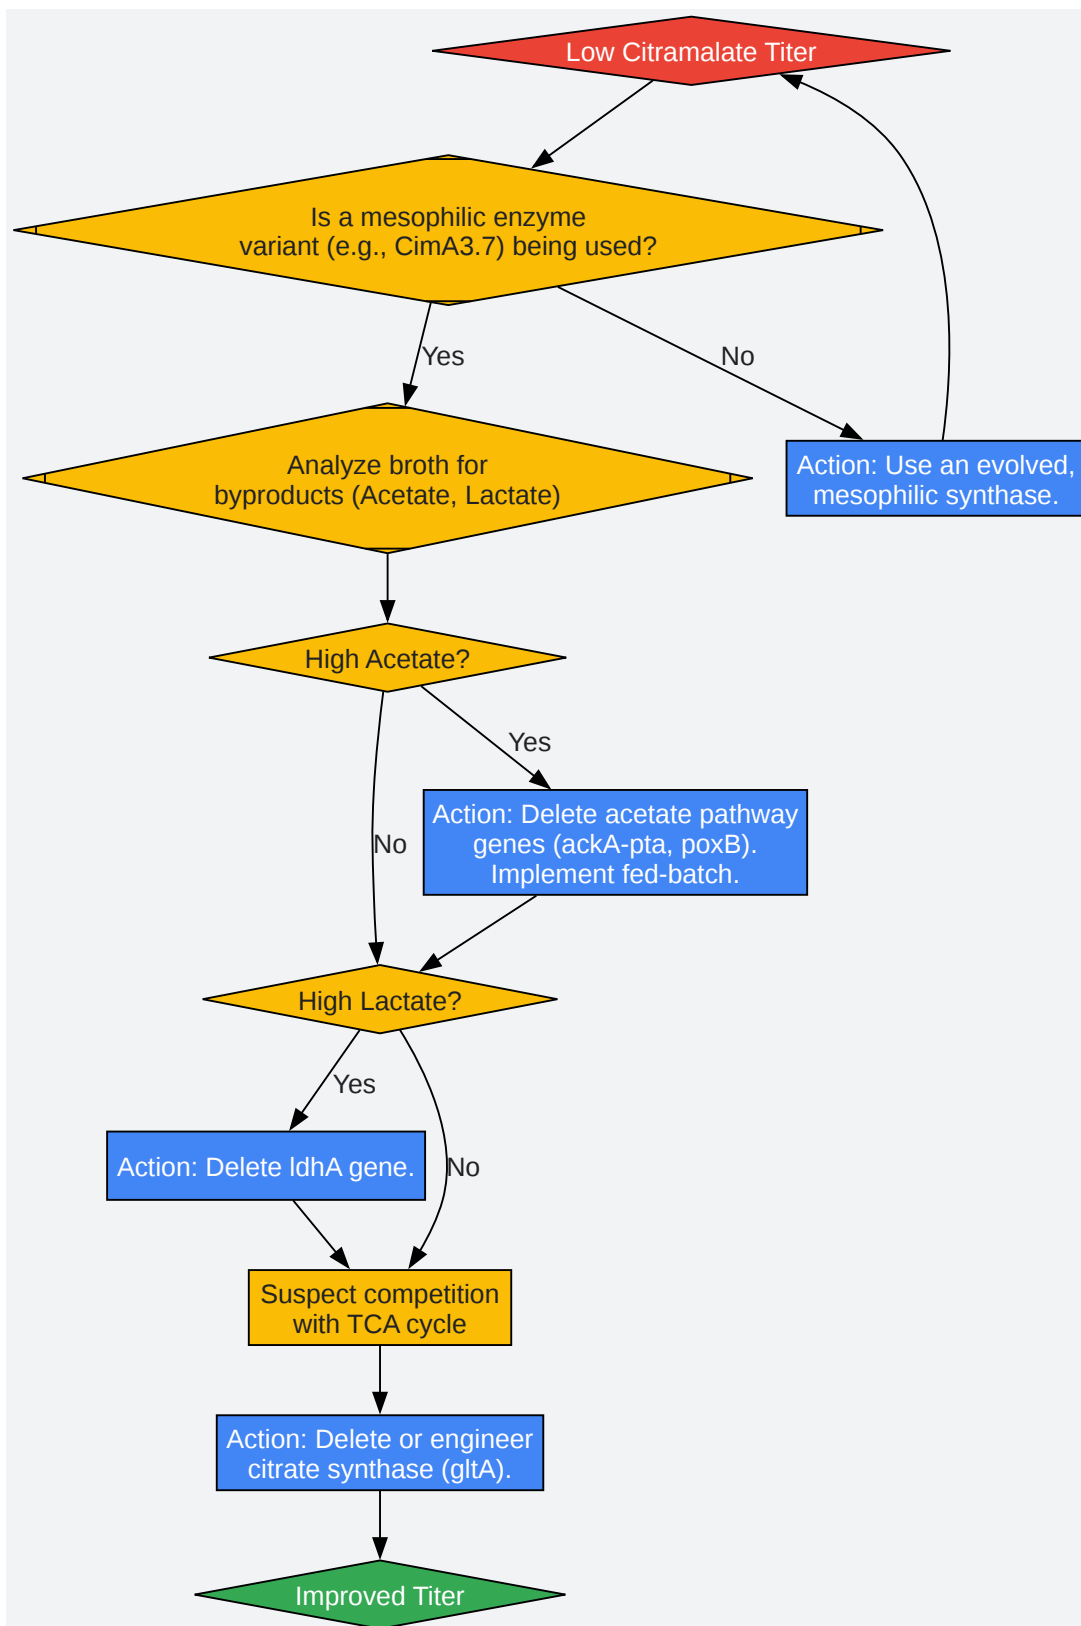 Low Citramalate Titer
Is a mesophilic enzyme
variant (e.g., CimA3.7) being used?
Yes
No
Analyze broth for
byproducts (Acetate, Lactate)
Action: Use an evolved,
mesophilic synthase.
High Acetate?
Yes
Action: Delete acetate pathway
genes (ackA-pta, poxB).
Implement fed-batch.
No
High Lactate?
Yes
Action: Delete ldhA gene.
No
Suspect competition
with TCA cycle
Action: Delete or engineer
citrate synthase (gltA).
Improved Titer